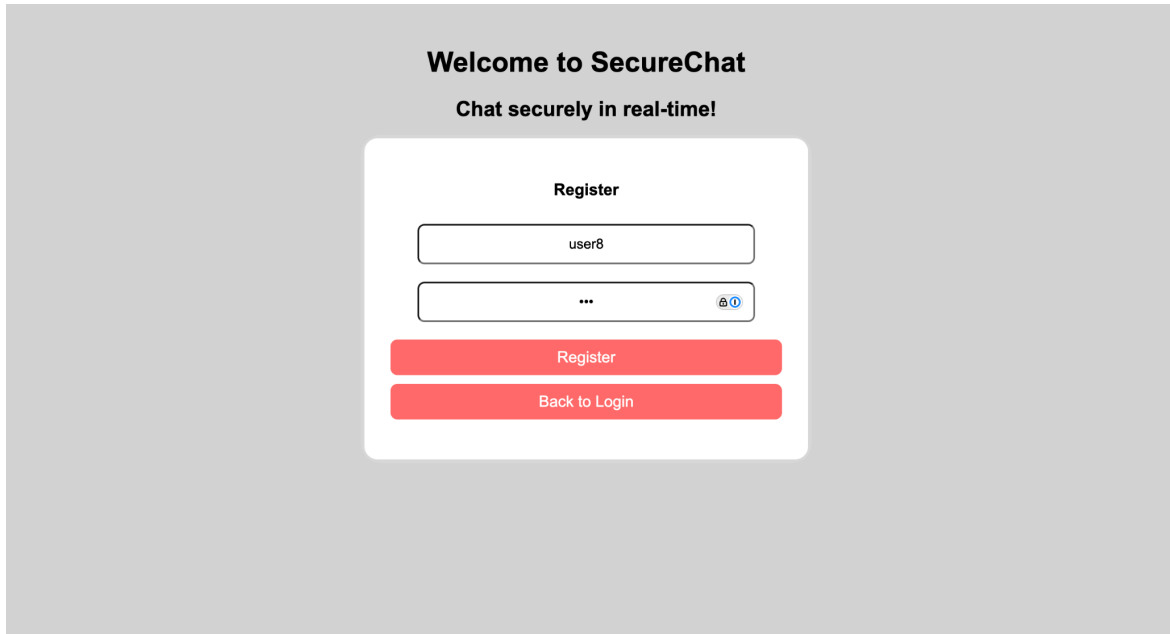 Welcome to SecureChat
Chat securely in real-time!
Register
user8
•••
Register
Back to Login